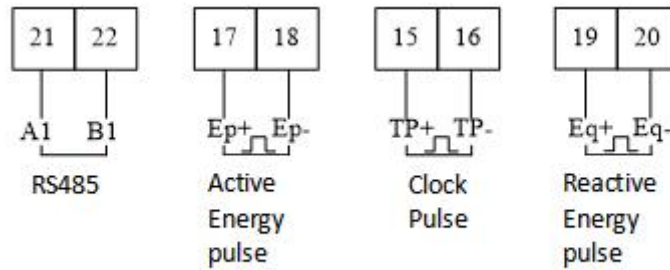 21 22 17 18 15 16 19 20
A1 B1 Ep+ Ep- TP+ TP- Eq+ Eq-
RS485 Active Clock Reactive
Energy Pulse Energy
pulse pulse